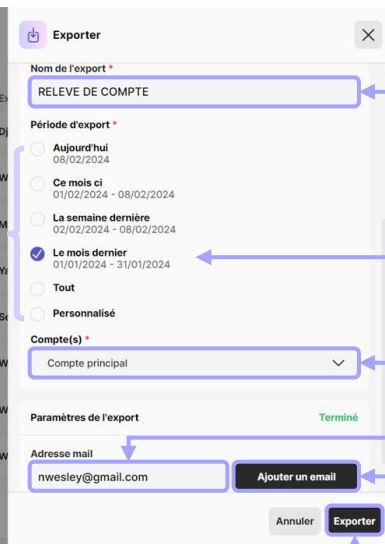 Exporter
Nom de l'export *
RELEVE DE COMPTE
Période d'export *
Aujourd'hui
08/02/2024
Ce mois ci
01/02/2024 - 08/02/2024
La semaine dernière
02/02/2024 - 08/02/2024
Le mois dernier
01/01/2024 - 31/01/2024
Tout
Personnalisé
Compte(s) *
Compte principal
Paramètres de l'export Terminé
Adresse mail
nwesley@gmail.com Ajouter un email
Annuler Exporter